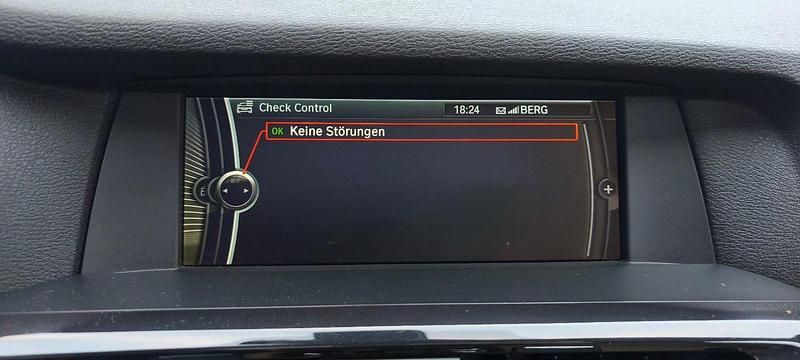 Check Control
18:24
BERG
OK Keine Störungen